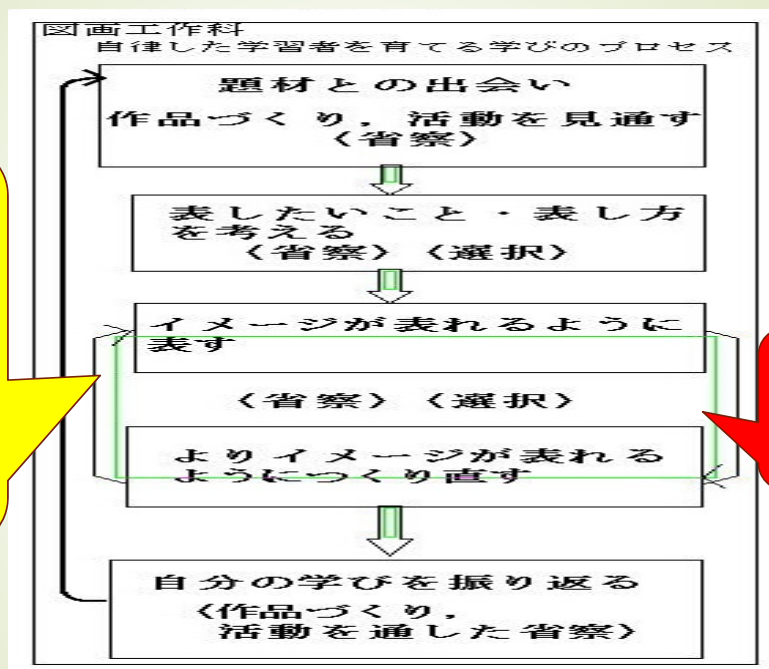 図画工作科
自律した学習者を育てる学びのプロセス
題材との出会い
作品づくり，活動を見通す
（省察）
表したいこと・表し方
を考える
（省察）（選択）
イメージが表れるように
表す
（省察）（選択）
よりイメージが表れる
ようにつくり直す
自分の学びを振り返る
（作品づくり，
活動を通した省察）